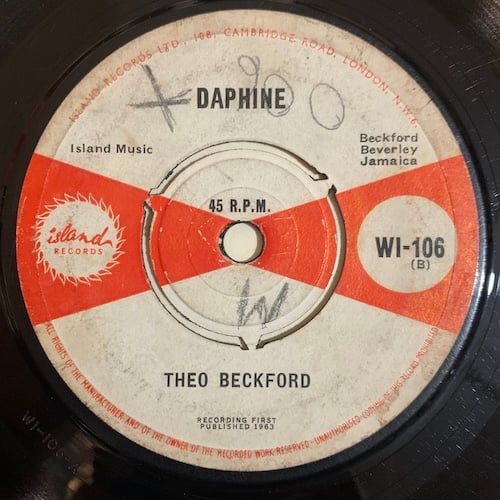 ISLAND RECORDS LTD., 108, CAMBRIDGE ROAD, LONDON, N.W.6
+ 900
DAPHINE
Island Music
Beckford
Beverley
Jamaica
45 R.P.M.
island
RECORDS
WI-106
(B)
W
THEO BECKFORD
RECORDING FIRST
PUBLISHED 1963
ALL RIGHTS OF THE MANUFACTURER AND OF THE OWNER OF THE RECORDED WORK RESERVED. UNAUTHORISED COPYING OF THIS RECORD PROHIBITED
WI-106